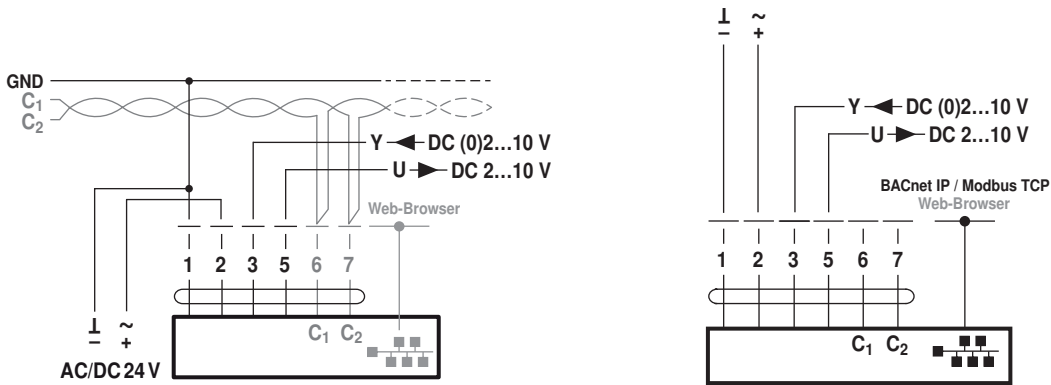 GND
C1
C2
Y DC (0)2...10 V
U DC 2...10 V
Web-Browser
1 2 3 5 6 7
C1 C2
⊥ ~
– +
AC/DC 24 V
⊥ ~
– +
Y DC (0)2...10 V
U DC 2...10 V
BACnet IP / Modbus TCP
Web-Browser
1 2 3 5 6 7
C1 C2